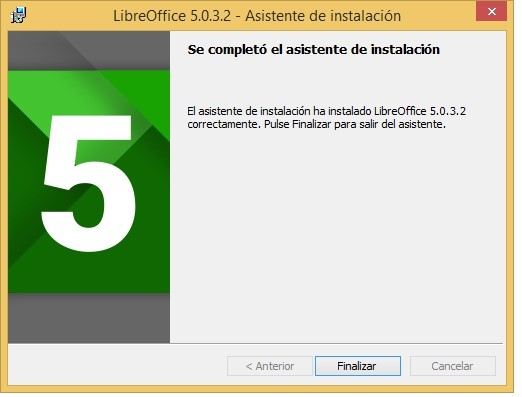 LibreOffice 5.0.3.2 - Asistente de instalación
Se completó el asistente de instalación
El asistente de instalación ha instalado LibreOffice 5.0.3.2
correctamente. Pulse Finalizar para salir del asistente.
5
< Anterior
Finalizar
Cancelar